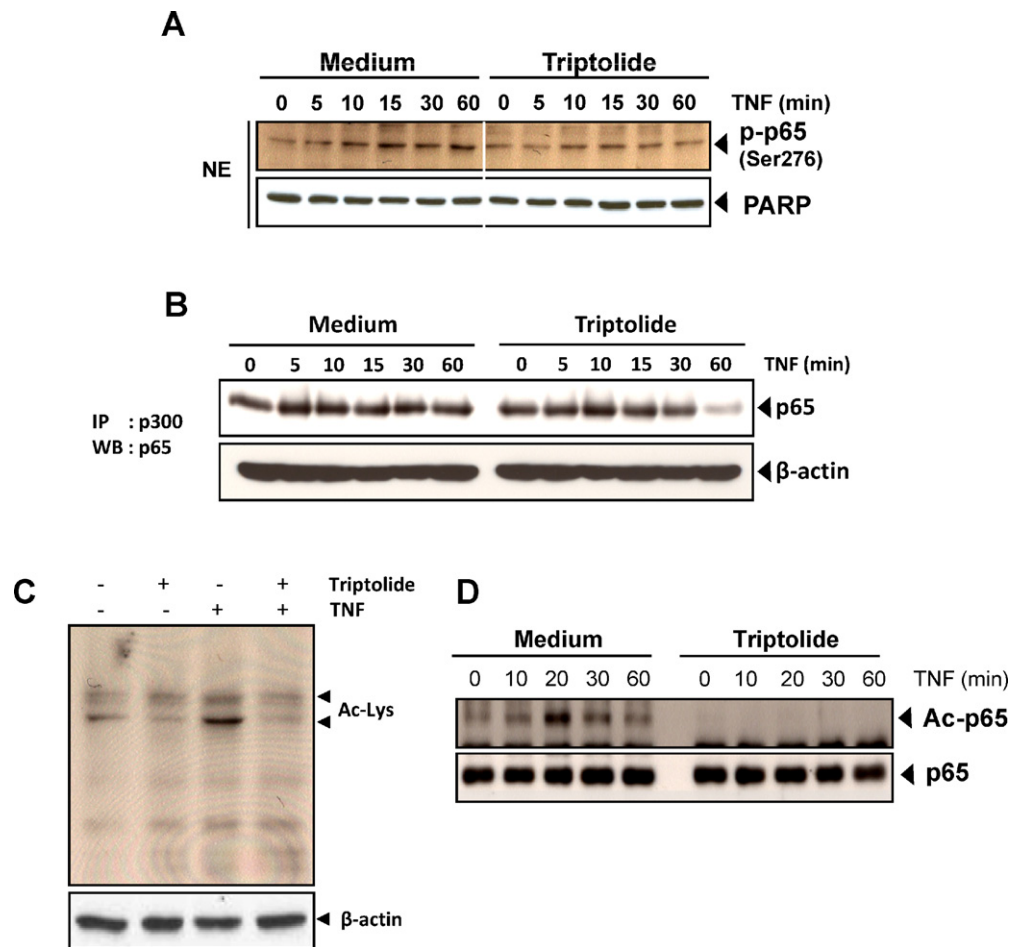 A
Medium Triptolide
0 5 10 15 30 60 0 5 10 15 30 60 TNF (min)
NE
p-p65
(Ser276)
PARP
B
Medium Triptolide
0 5 10 15 30 60 0 5 10 15 30 60 TNF (min)
IP : p300
WB : p65
p65
β-actin
C
- + - + Triptolide
- - + + TNF
Ac-Lys
β-actin
D
Medium Triptolide
0 10 20 30 60 0 10 20 30 60 TNF (min)
Ac-p65
p65